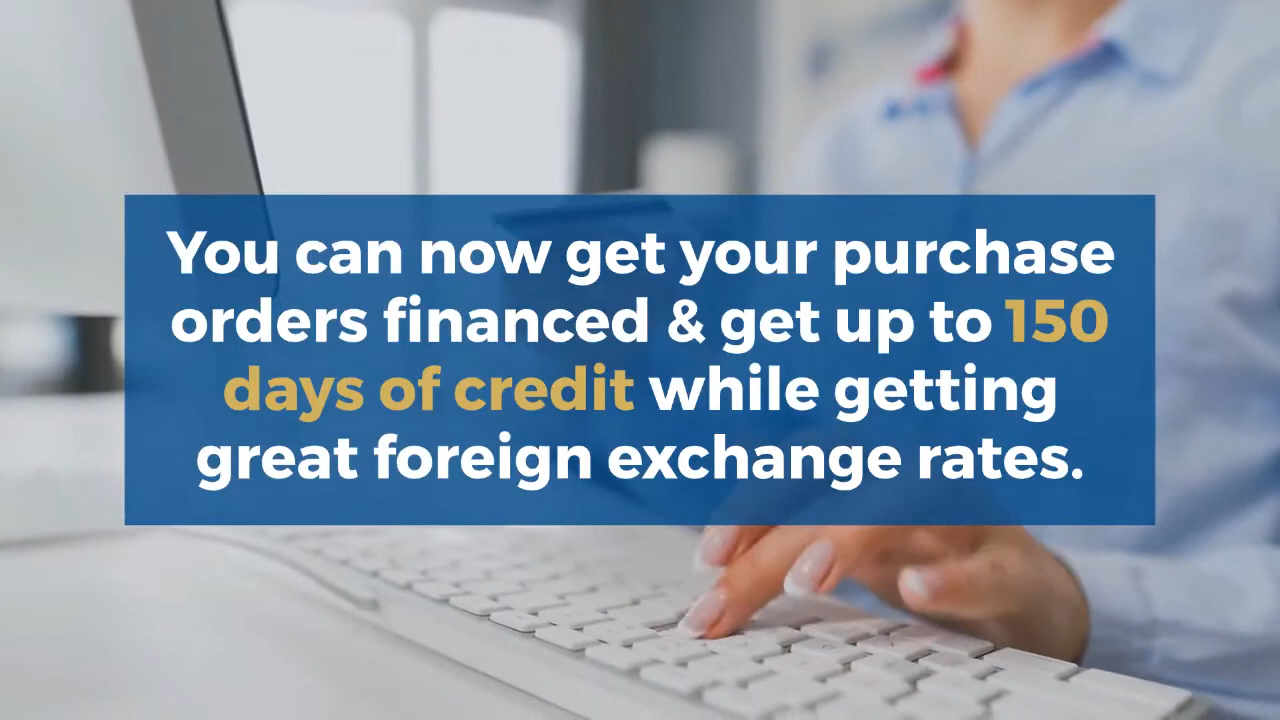 You can now get your purchase
orders financed & get up to 150
days of credit while getting
great foreign exchange rates.